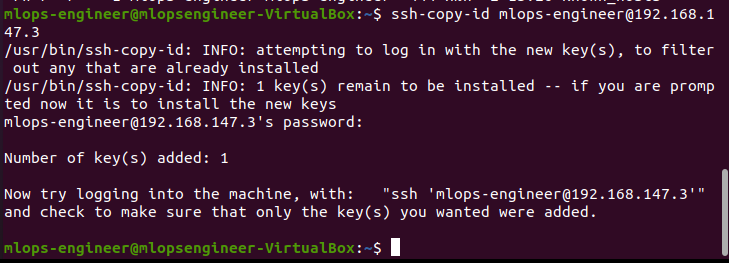 mlops-engineer@mlopsengineer-VirtualBox:~$ ssh-copy-id mlops-engineer@192.168.1
47.3
/usr/bin/ssh-copy-id: INFO: attempting to log in with the new key(s), to filter
 out any that are already installed
/usr/bin/ssh-copy-id: INFO: 1 key(s) remain to be installed -- if you are promp
ted now it is to install the new keys
mlops-engineer@192.168.147.3's password:

Number of key(s) added: 1

Now try logging into the machine, with:   "ssh 'mlops-engineer@192.168.147.3'"
and check to make sure that only the key(s) you wanted were added.

mlops-engineer@mlopsengineer-VirtualBox:~$